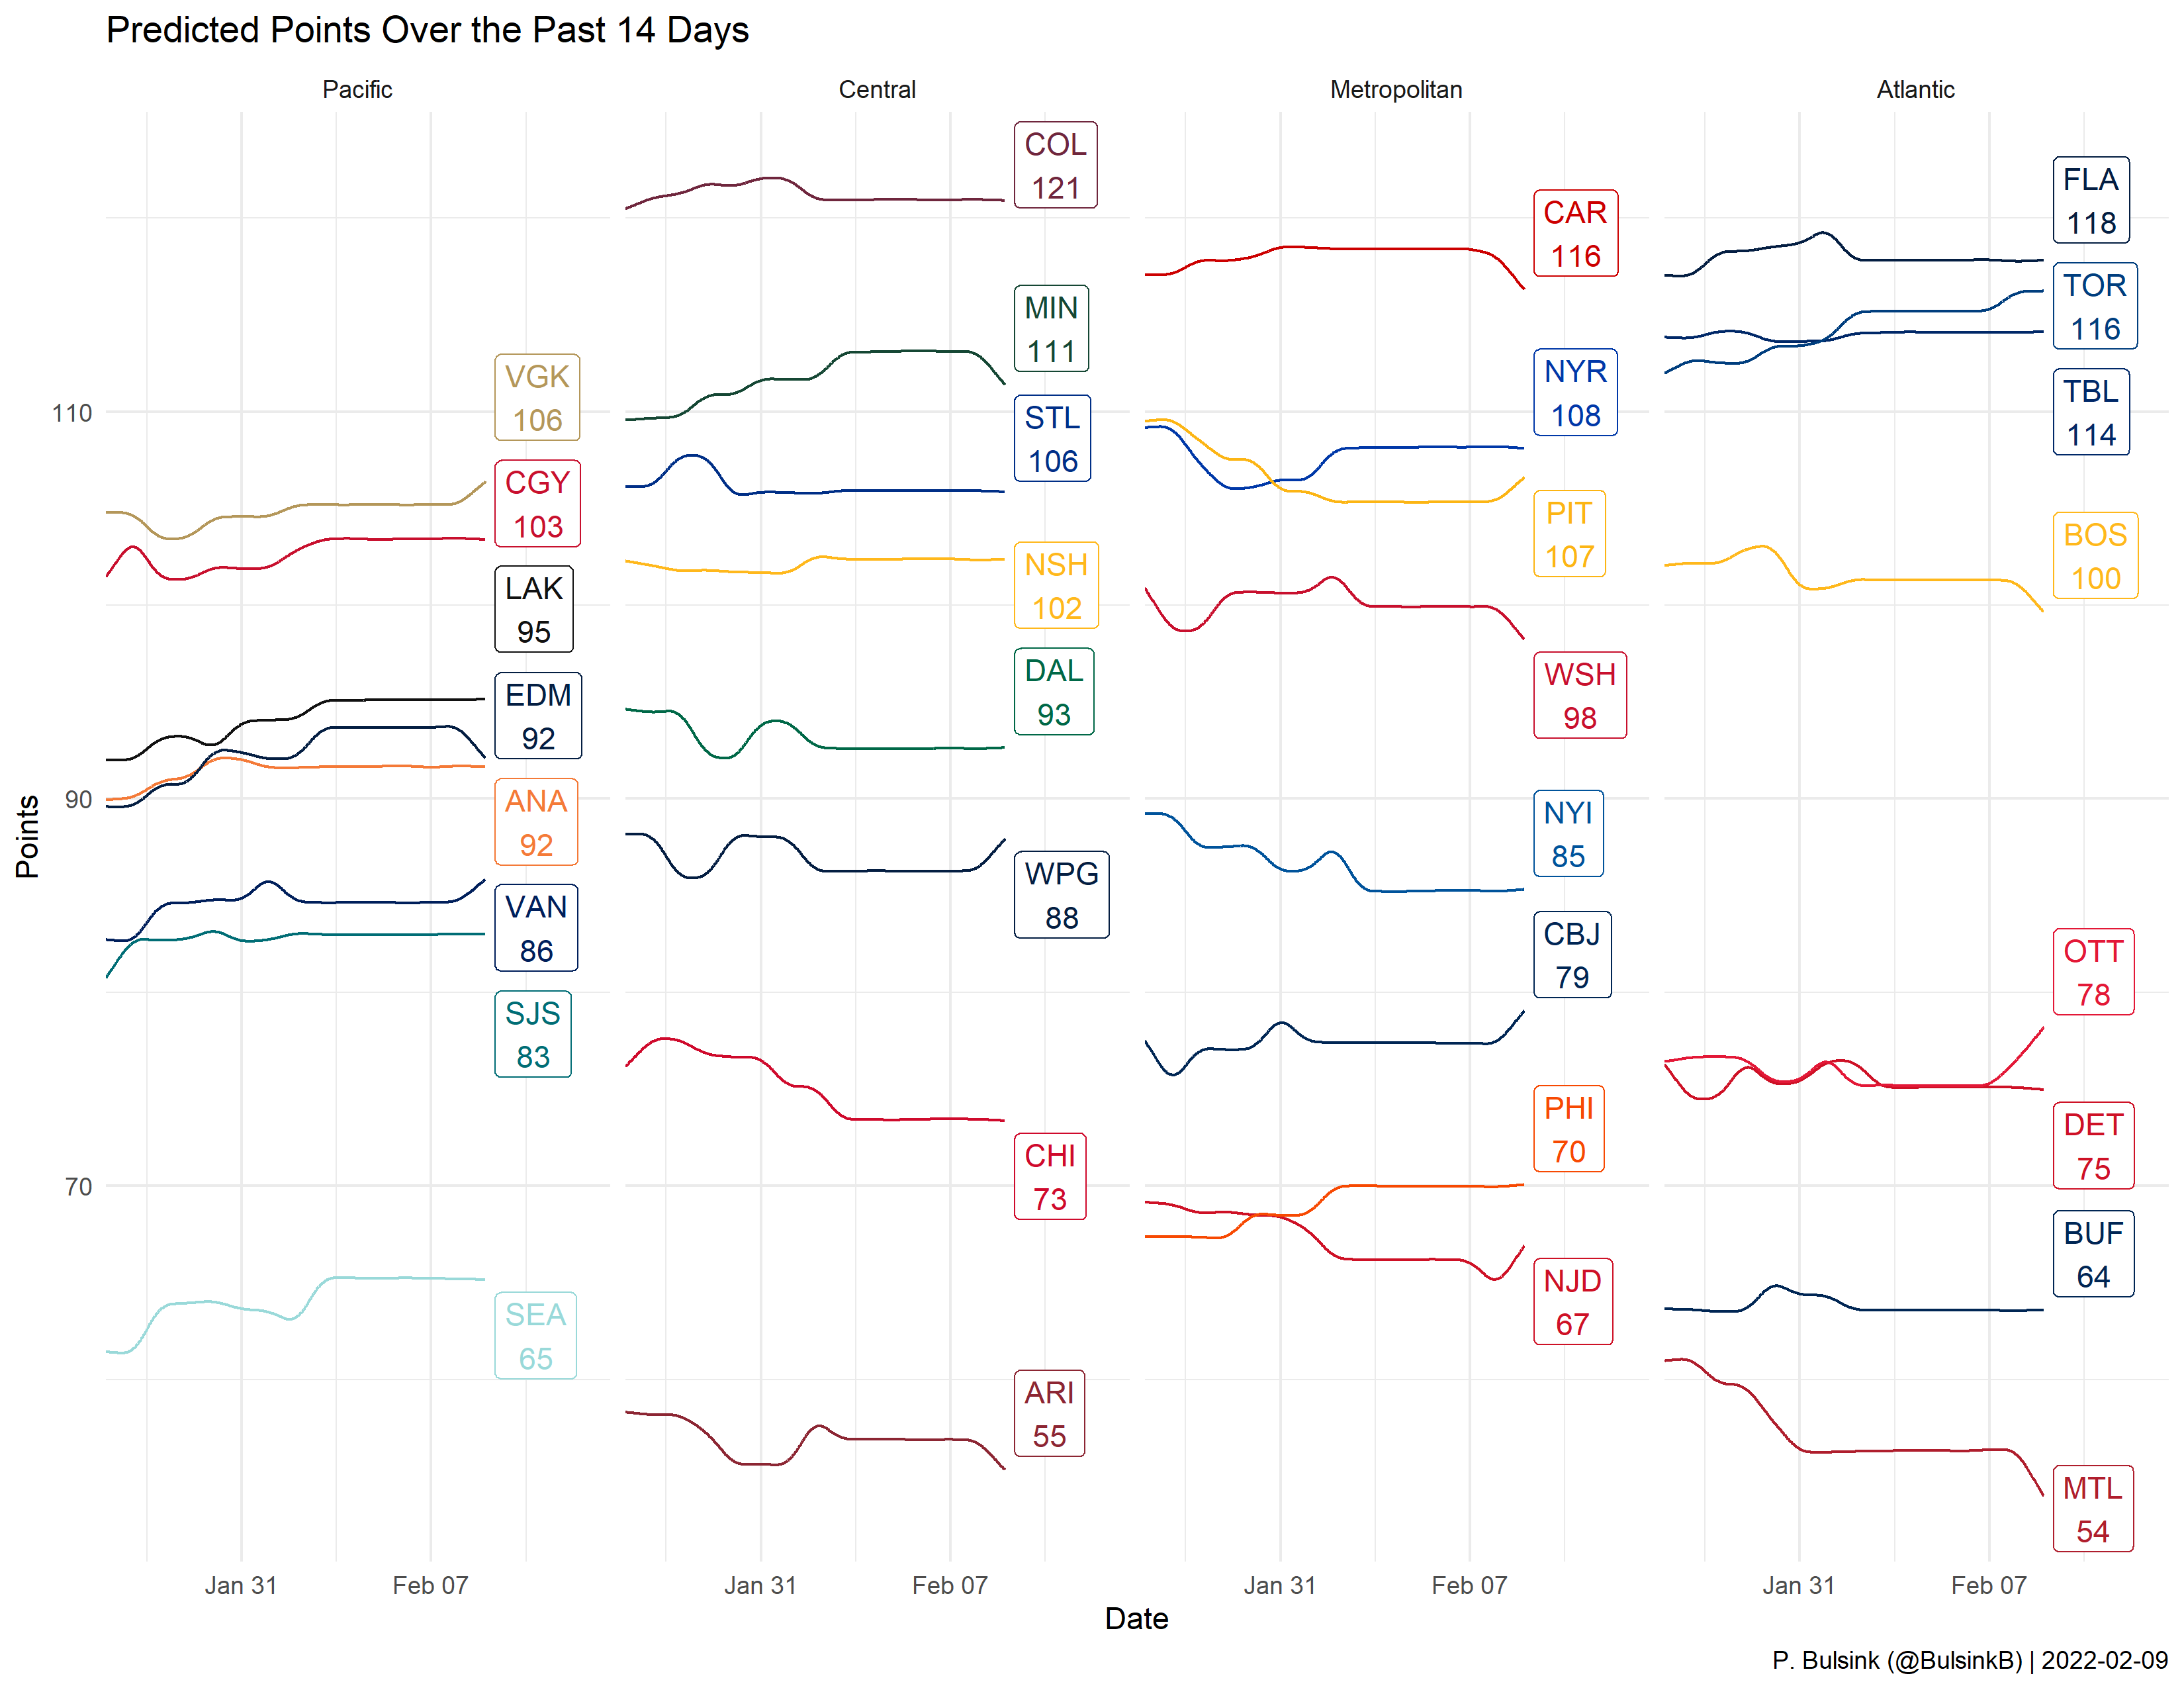 Predicted Points Over the Past 14 Days
Pacific
Central
Metropolitan
Atlantic
Points
110
90
70
VGK
106
CGY
103
LAK
95
EDM
92
ANA
92
VAN
86
SJS
83
SEA
65
COL
121
MIN
111
STL
106
NSH
102
DAL
93
WPG
88
CHI
73
ARI
55
CAR
116
NYR
108
PIT
107
WSH
98
NYI
85
CBJ
79
PHI
70
NJD
67
FLA
118
TOR
116
TBL
114
BOS
100
OTT
78
DET
75
BUF
64
MTL
54
Jan 31
Feb 07
Jan 31
Feb 07
Jan 31
Feb 07
Jan 31
Feb 07
Date
P. Bulsink (@BulsinkB) | 2022-02-09